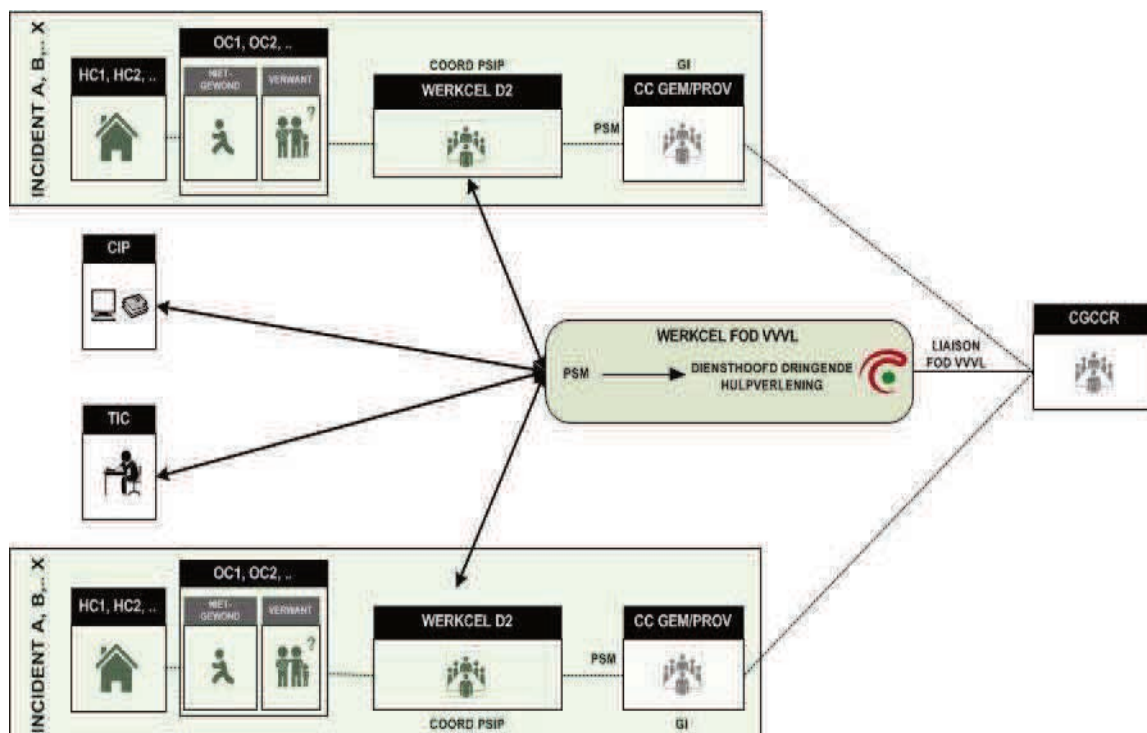 INCIDENT A, B,.. X
HC1, HC2, ..
OC1, OC2, ..
NIET-
GEWOND
VERWANT
?
COORD PSIP
WERKCEL D2
PSM
GI
CC GEM/PROV
CIP
TIC
WERKCEL FOD VVVL
PSM
DIENSTHOOFD DRINGENDE
HULPVERLENING
LIAISON
FOD VVVL
CGCCR
INCIDENT A, B,.. X
HC1, HC2, ..
OC1, OC2, ..
NIET-
GEWOND
VERWANT
?
WERKCEL D2
COORD PSIP
PSM
CC GEM/PROV
GI